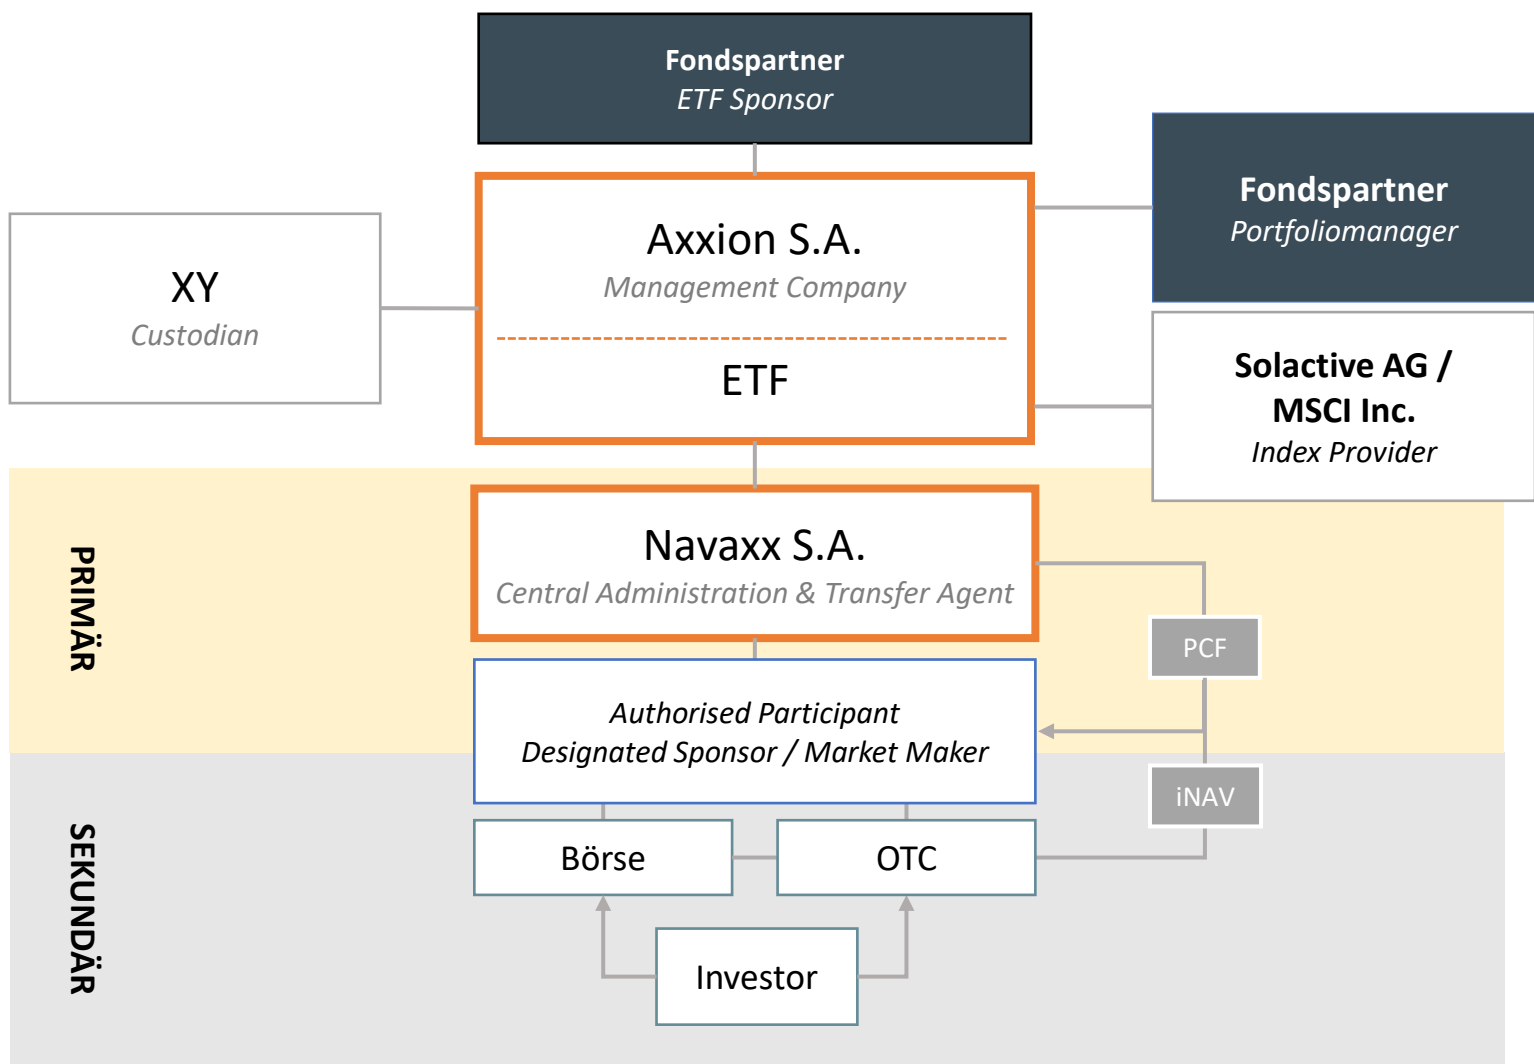 Fondspartner
ETF Sponsor
Fondspartner
Portfoliomanager
Axxion S.A.
Management Company
ETF
XY
Custodian
Solactive AG /
MSCI Inc.
Index Provider
PRIMÄR
Navaxx S.A.
Central Administration & Transfer Agent
PCF
Authorised Participant
Designated Sponsor / Market Maker
iNAV
SEKUNDÄR
Börse
OTC
Investor